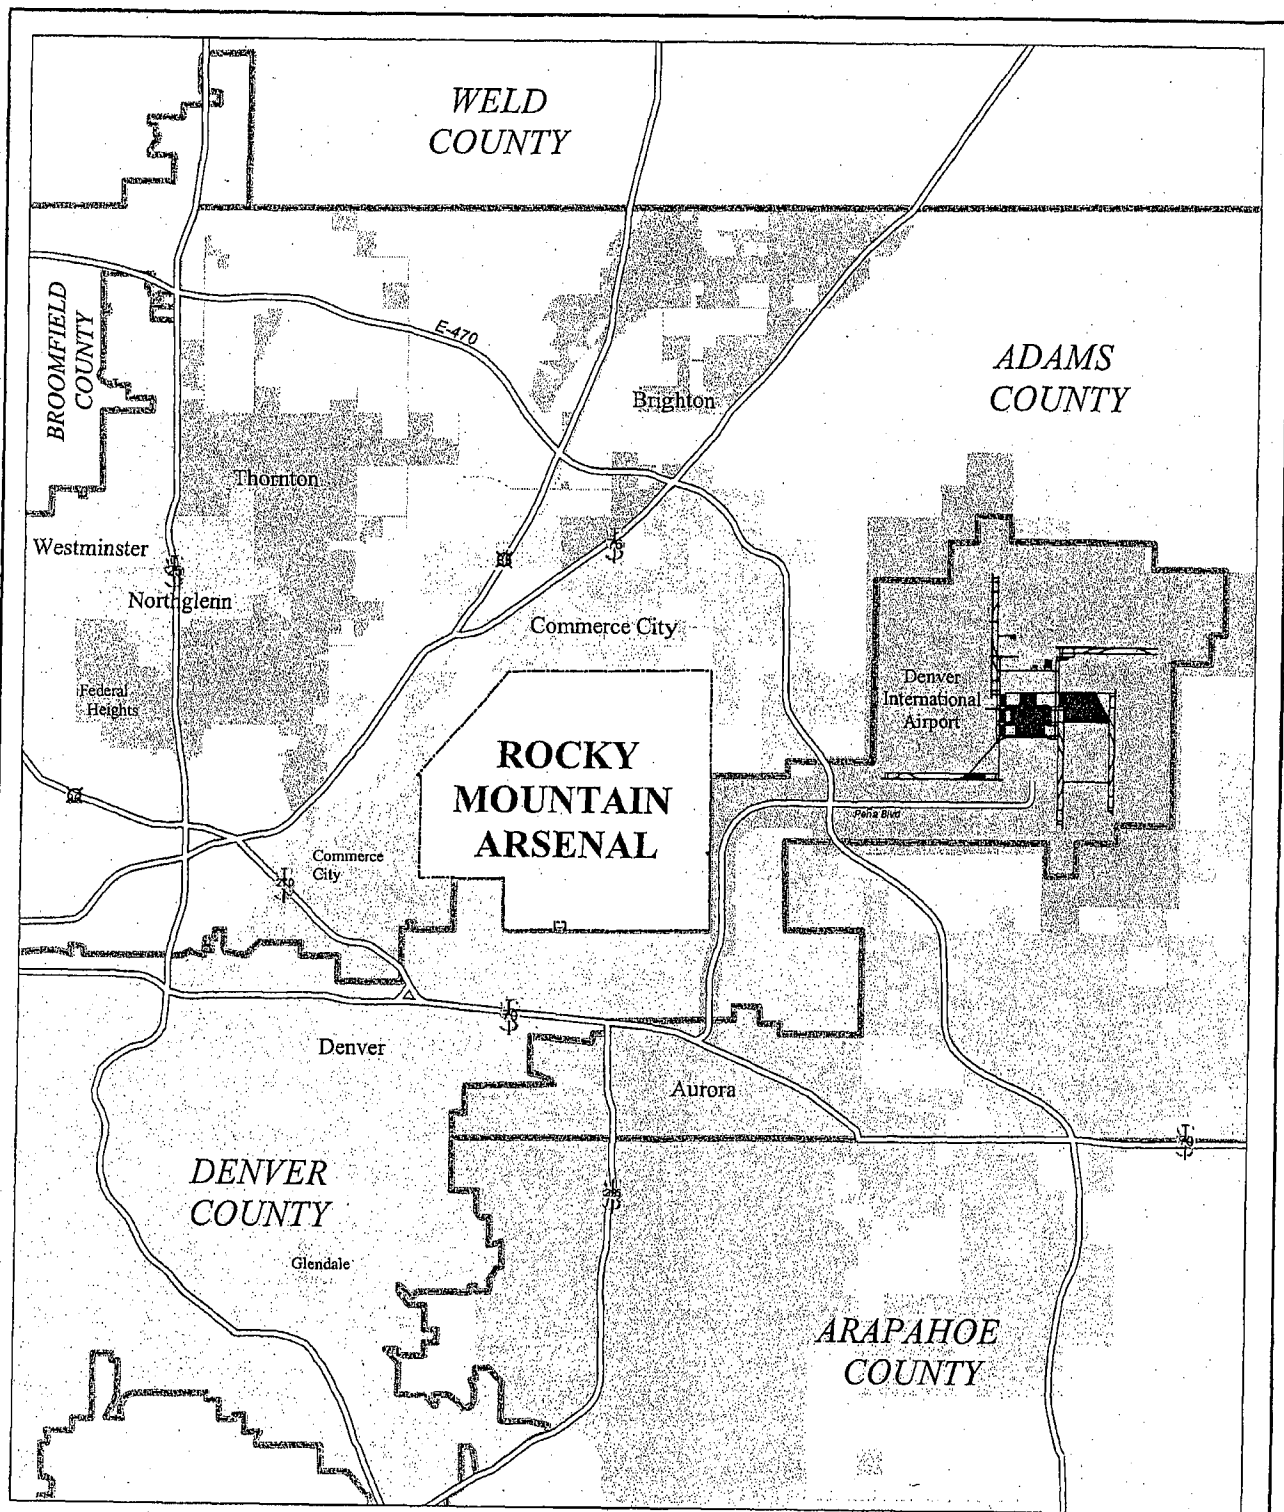 WELD
COUNTY
BROOMFIELD
COUNTY
E-470
ADAMS
COUNTY
Brighton
Thornton
Westminster
Northglenn
Commerce City
Federal
Heights
Denver
International
Airport
ROCKY
MOUNTAIN
ARSENAL
Peña Blvd
Commerce
City
Denver
Aurora
DENVER
COUNTY
Glendale
ARAPAHOE
COUNTY